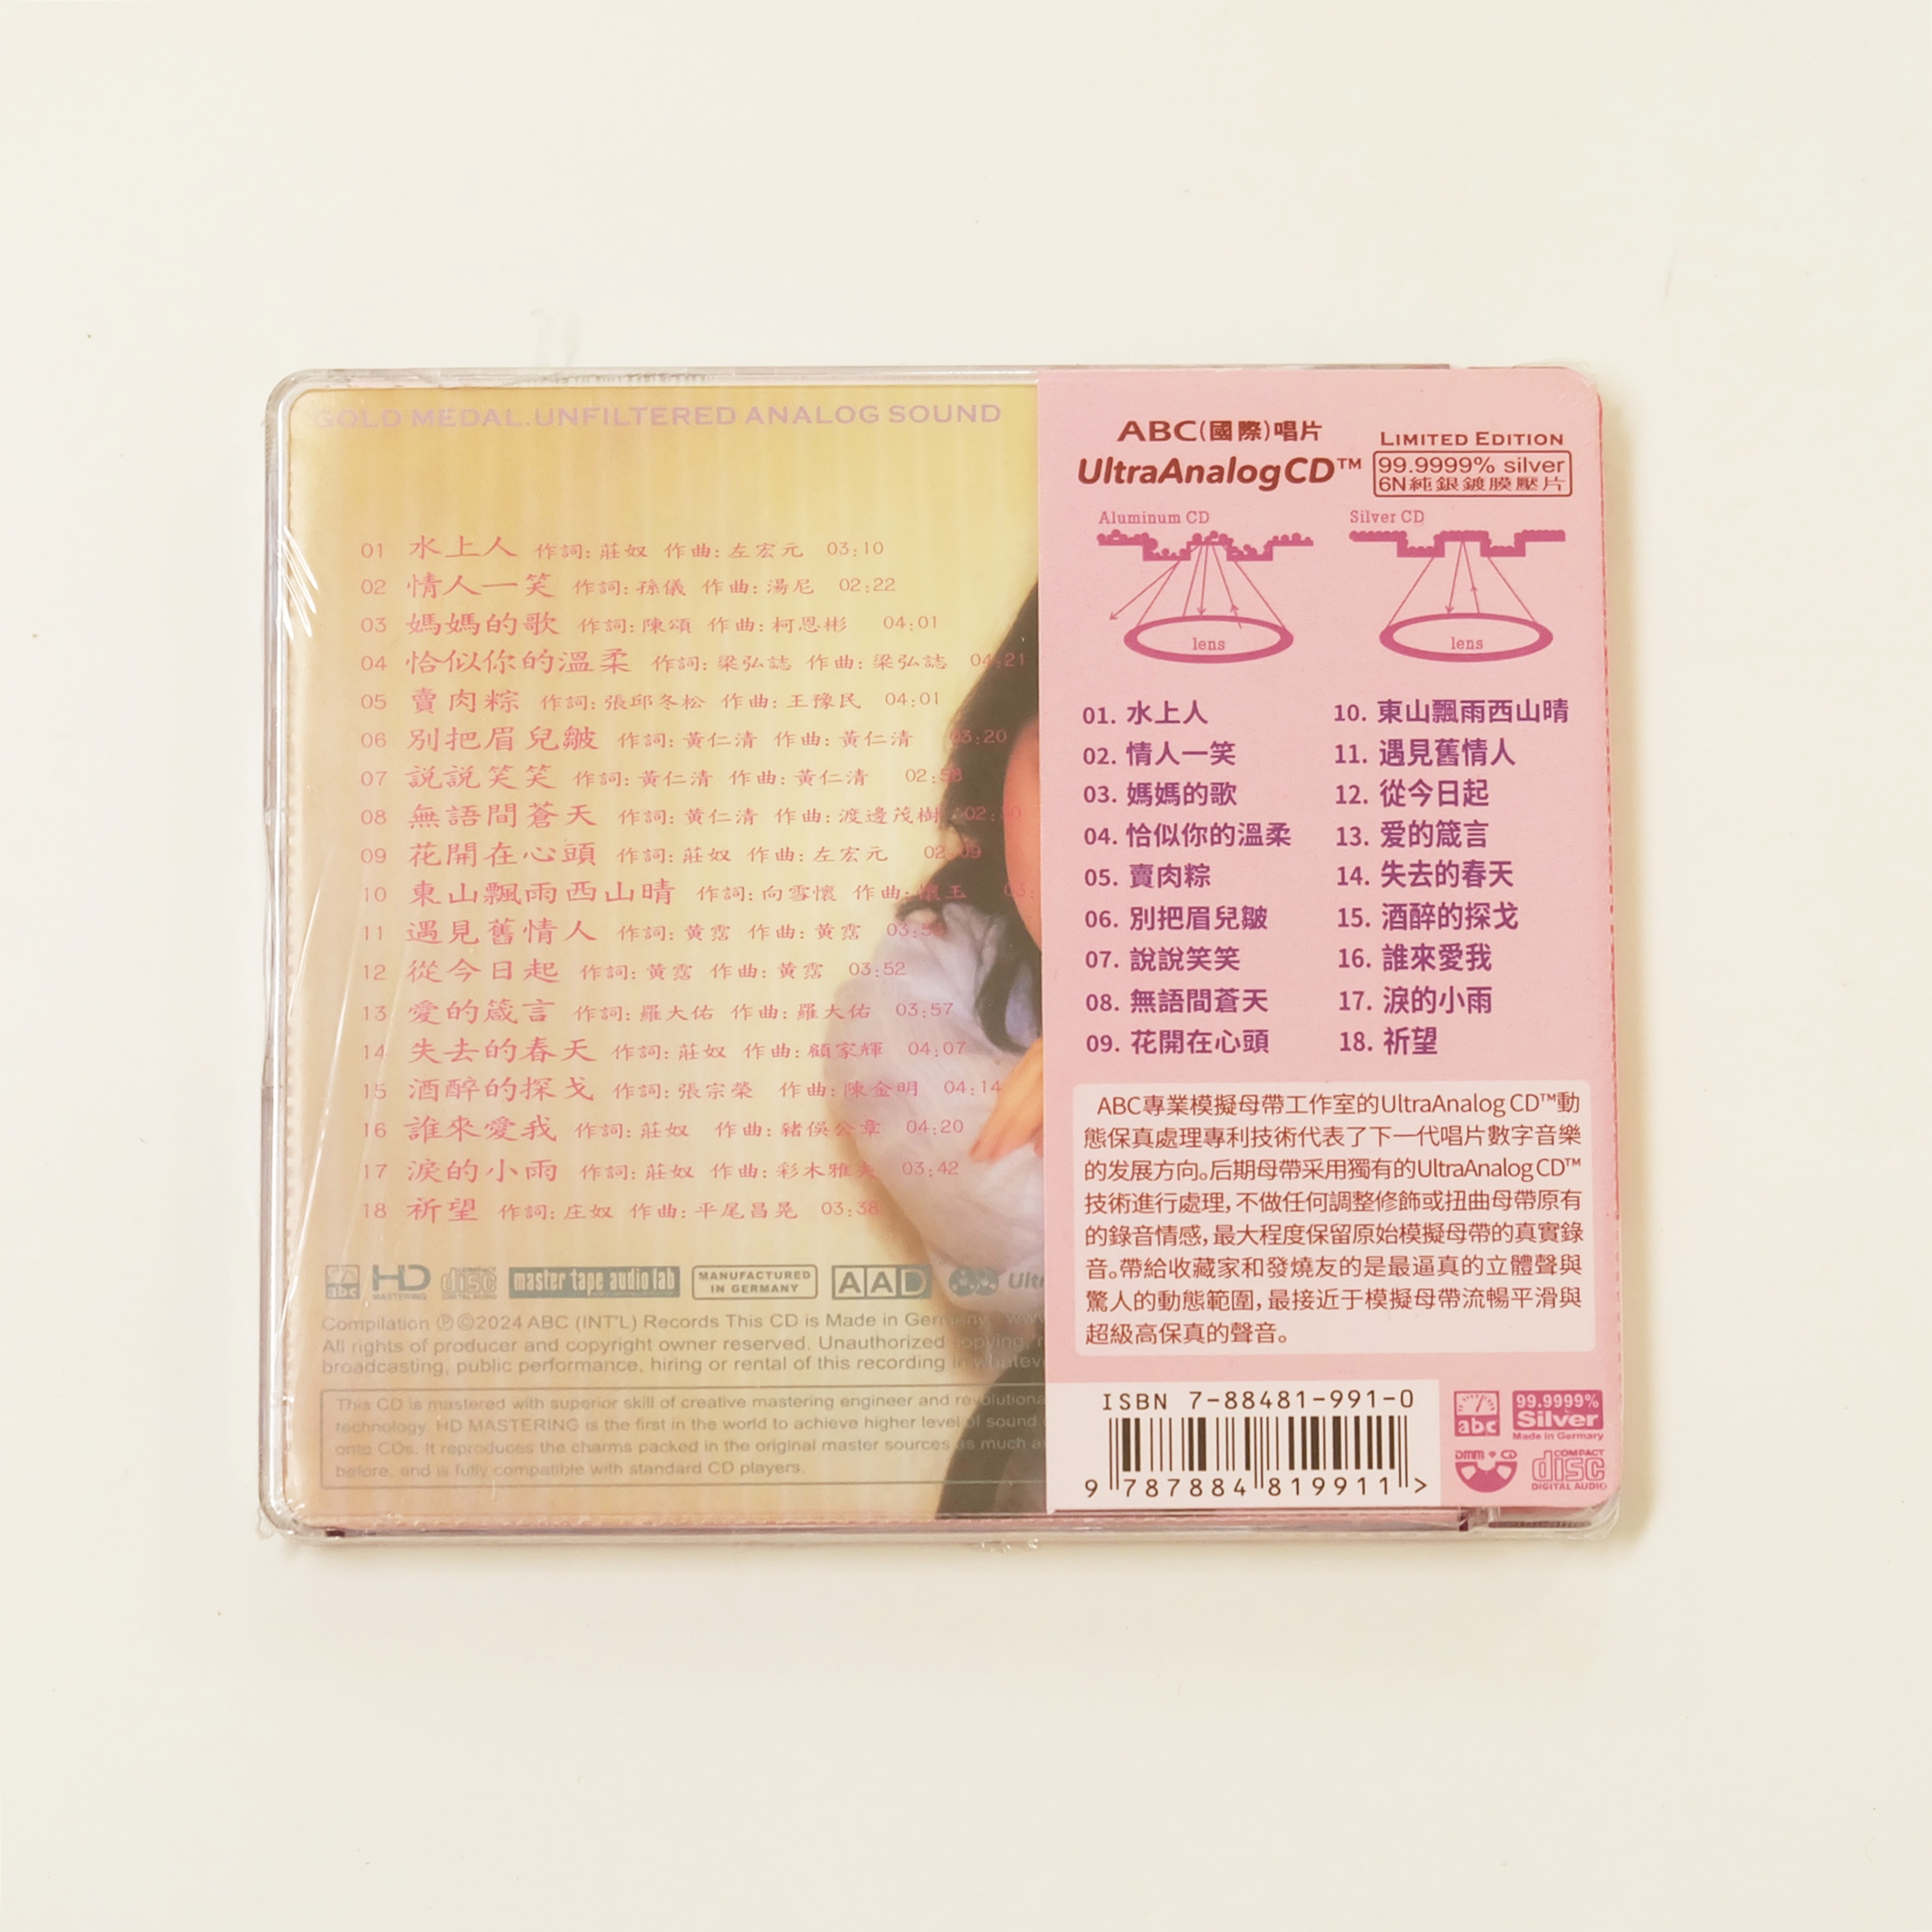 GOLD MEDAL.UNFILTERED ANALOG SOUND
01 水上人 作詞:莊奴 作曲:左宏元 03:10
02 情人一笑 作詞:孫儀 作曲:湯尼 02:22
03 媽媽的歌 作詞:陳頌 作曲:柯恩彬 04:01
04 恰似你的溫柔 作詞:梁弘誌 作曲:梁弘誌 04:21
05 賣肉粽 作詞:張邱冬松 作曲:王豫民 04:01
06 別把眉兒皺 作詞:黃仁清 作曲:黃仁清 03:20
07 説説笑笑 作詞:黃仁清 作曲:黃仁清
08 無語問蒼天 作詞:黃仁清 作曲:渡邊茂樹
09 花開在心頭 作詞:莊奴 作曲:左宏元 02:09
10 東山飄雨西山晴 作詞:向雪懷 作曲:懷玉
11 遇見舊情人 作詞:黃霑 作曲:黃霑
12 從今日起 作詞:黃霑 作曲:黃霑 03:52
13 愛的箴言 作詞:羅大佑 作曲:羅大佑 03:57
14 失去的春天 作詞:莊奴 作曲:顧家輝 04:07
15 酒醉的探戈 作詞:張宗榮 作曲:陳金明 04:14
16 誰來愛我 作詞:莊奴 作曲:豬俁公章 04:20
17 淚的小雨 作詞:莊奴 作曲:彩木雅夫 03:42
18 祈望 作詞:庄奴 作曲:平尾昌晃 03:38
abc HD MASTERING disc DIGITAL AUDIO master tape audio lab MANUFACTURED IN GERMANY AAD
Compilation ℗©2024 ABC (INT'L) Records This CD is Made in Germany
All rights of producer and copyright owner reserved. Unauthorized copying,
broadcasting, public performance, hiring or rental of this recording in
This CD is mastered with superior skill of creative mastering engineer and
technology. HD MASTERING is the first in the world to achieve higher level of sound
onto CDs. It reproduces the charms packed in the original master sources as much
before, and is fully compatible with standard CD players.
ABC(國際)唱片
UltraAnalogCD™
LIMITED EDITION
99.9999% silver
6N純銀鍍膜壓片
Aluminum CD
Silver CD
lens
lens
01. 水上人
02. 情人一笑
03. 媽媽的歌
04. 恰似你的溫柔
05. 賣肉粽
06. 別把眉兒皺
07. 說說笑笑
08. 無語間蒼天
09. 花開在心頭
10. 東山飄雨西山晴
11. 遇見舊情人
12. 從今日起
13. 爱的箴言
14. 失去的春天
15. 酒醉的探戈
16. 誰來愛我
17. 淚的小雨
18. 祈望
ABC專業模擬母帶工作室的UltraAnalog CD™動
態保真處理專利技術代表了下一代唱片數字音樂
的发展方向。后期母帶采用獨有的UltraAnalog CD™
技術進行處理,不做任何調整修飾或扭曲母帶原有
的錄音情感,最大程度保留原始模擬母帶的真實錄
音。帶給收藏家和發燒友的是最逼真的立體聲與
驚人的動態範圍,最接近于模擬母帶流暢平滑與
超級高保真的聲音。
ISBN 7-88481-991-0
9 787884 819911 >
abc
99.9999%
Silver
Made in Germany
DMM CD
COMPACT
disc
DIGITAL AUDIO